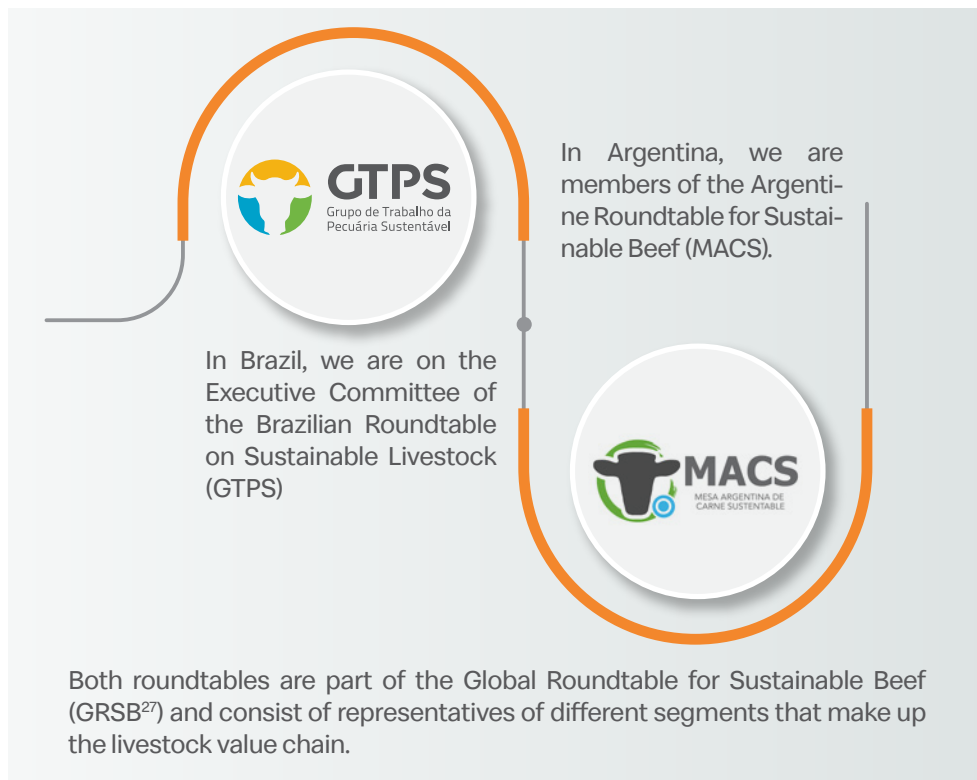 GTPS
Grupo de Trabalho da
Pecuária Sustentável
In Brazil, we are on the
Executive Committee of
the Brazilian Roundtable
on Sustainable Livestock
(GTPS)
In Argentina, we are
members of the Argenti-
ne Roundtable for Sustai-
nable Beef (MACS).
MACS
MESA ARGENTINA DE
CARNE SUSTENTABLE
Both roundtables are part of the Global Roundtable for Sustainable Beef
(GRSB²⁷) and consist of representatives of different segments that make up
the livestock value chain.